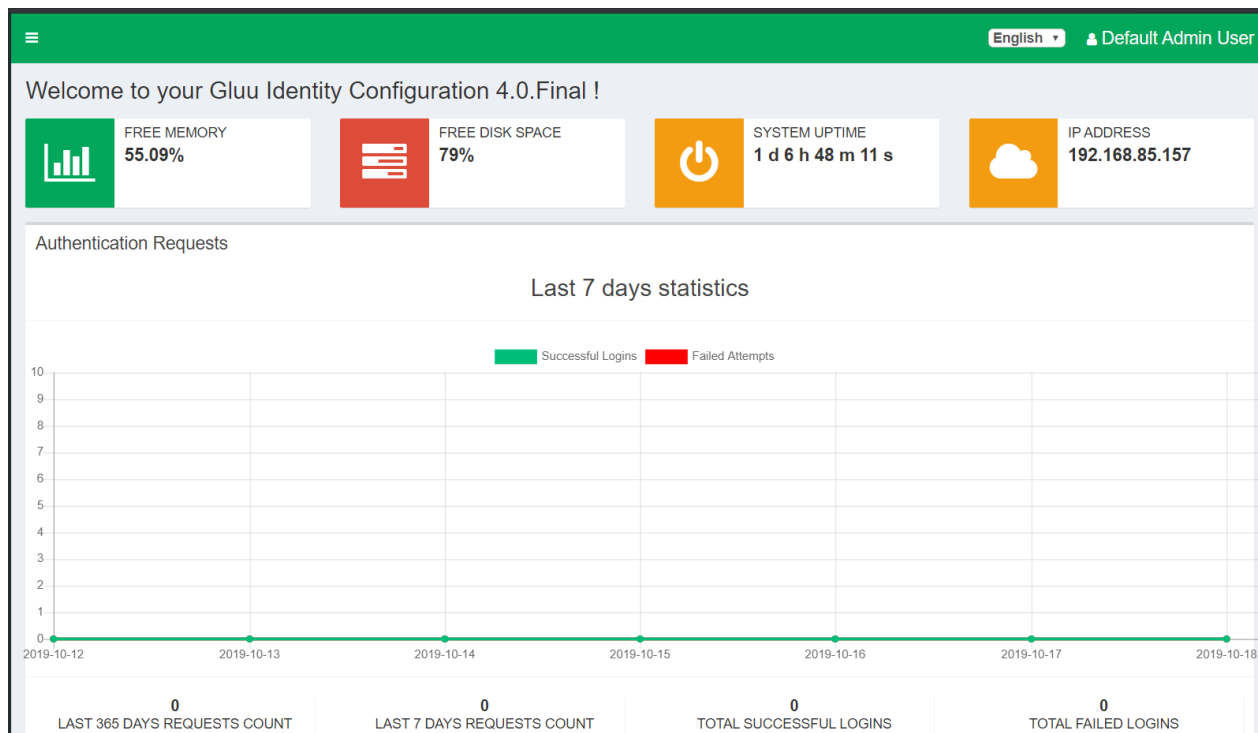 English
Default Admin User
Welcome to your Gluu Identity Configuration 4.0.Final !
FREE MEMORY
55.09%
FREE DISK SPACE
79%
SYSTEM UPTIME
1 d 6 h 48 m 11 s
IP ADDRESS
192.168.85.157
Authentication Requests
Last 7 days statistics
Successful Logins
Failed Attempts
10
9
8
7
6
5
4
3
2
1
0
2019-10-12
2019-10-13
2019-10-14
2019-10-15
2019-10-16
2019-10-17
2019-10-18
0
LAST 365 DAYS REQUESTS COUNT
0
LAST 7 DAYS REQUESTS COUNT
0
TOTAL SUCCESSFUL LOGINS
0
TOTAL FAILED LOGINS